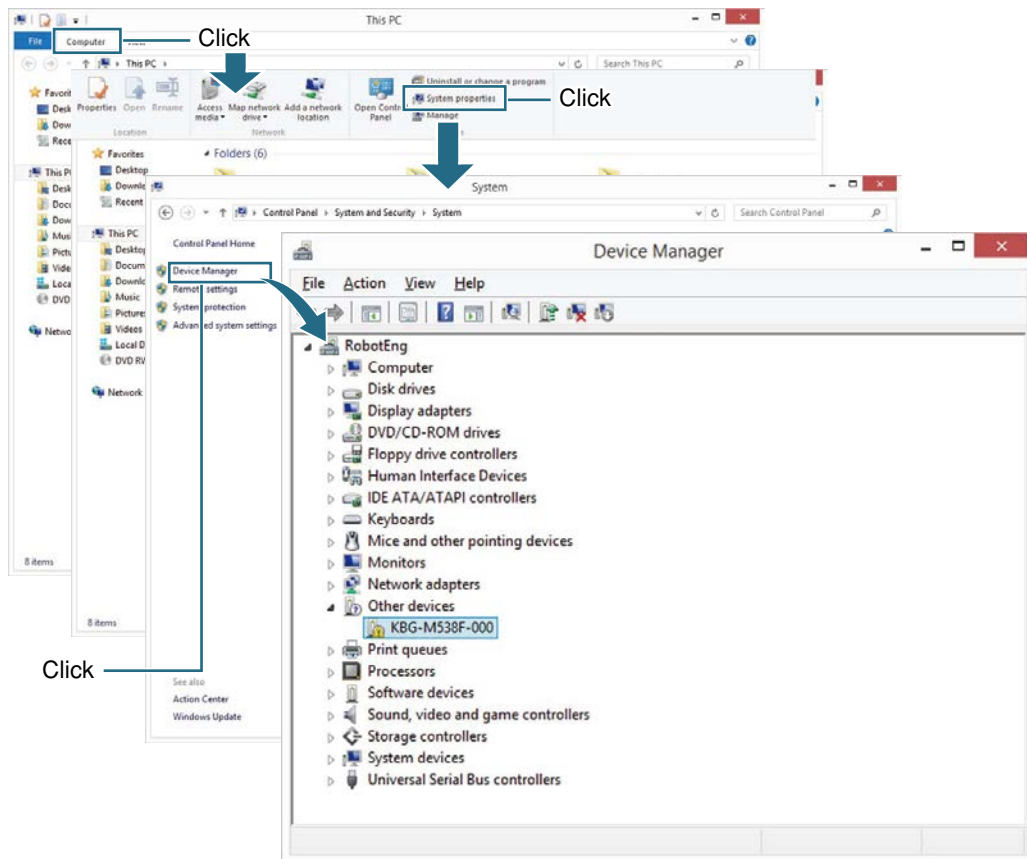 This PC
File Computer
Click
This PC
Search This PC
Uninstall or change a program
System properties
Click
Properties Open Rename Access media Map network drive Add a network location Open Control Panel
Manage
Location Network
Favorites
Desktop
Recent
Folders (6)
This PC
Music
Videos
DVD RW
Network
8 items
8 items
System
Control Panel System and Security System
Search Control Panel
Control Panel Home
Device Manager
Remote settings
System protection
Advanced system settings
Click
See also
Action Center
Windows Update
Device Manager
File Action View Help
RobotEng
Computer
Disk drives
Display adapters
DVD/CD-ROM drives
Floppy drive controllers
Human Interface Devices
IDE ATA/ATAPI controllers
Keyboards
Mice and other pointing devices
Monitors
Network adapters
Other devices
KBG-M538F-000
Print queues
Processors
Software devices
Sound, video and game controllers
Storage controllers
System devices
Universal Serial Bus controllers